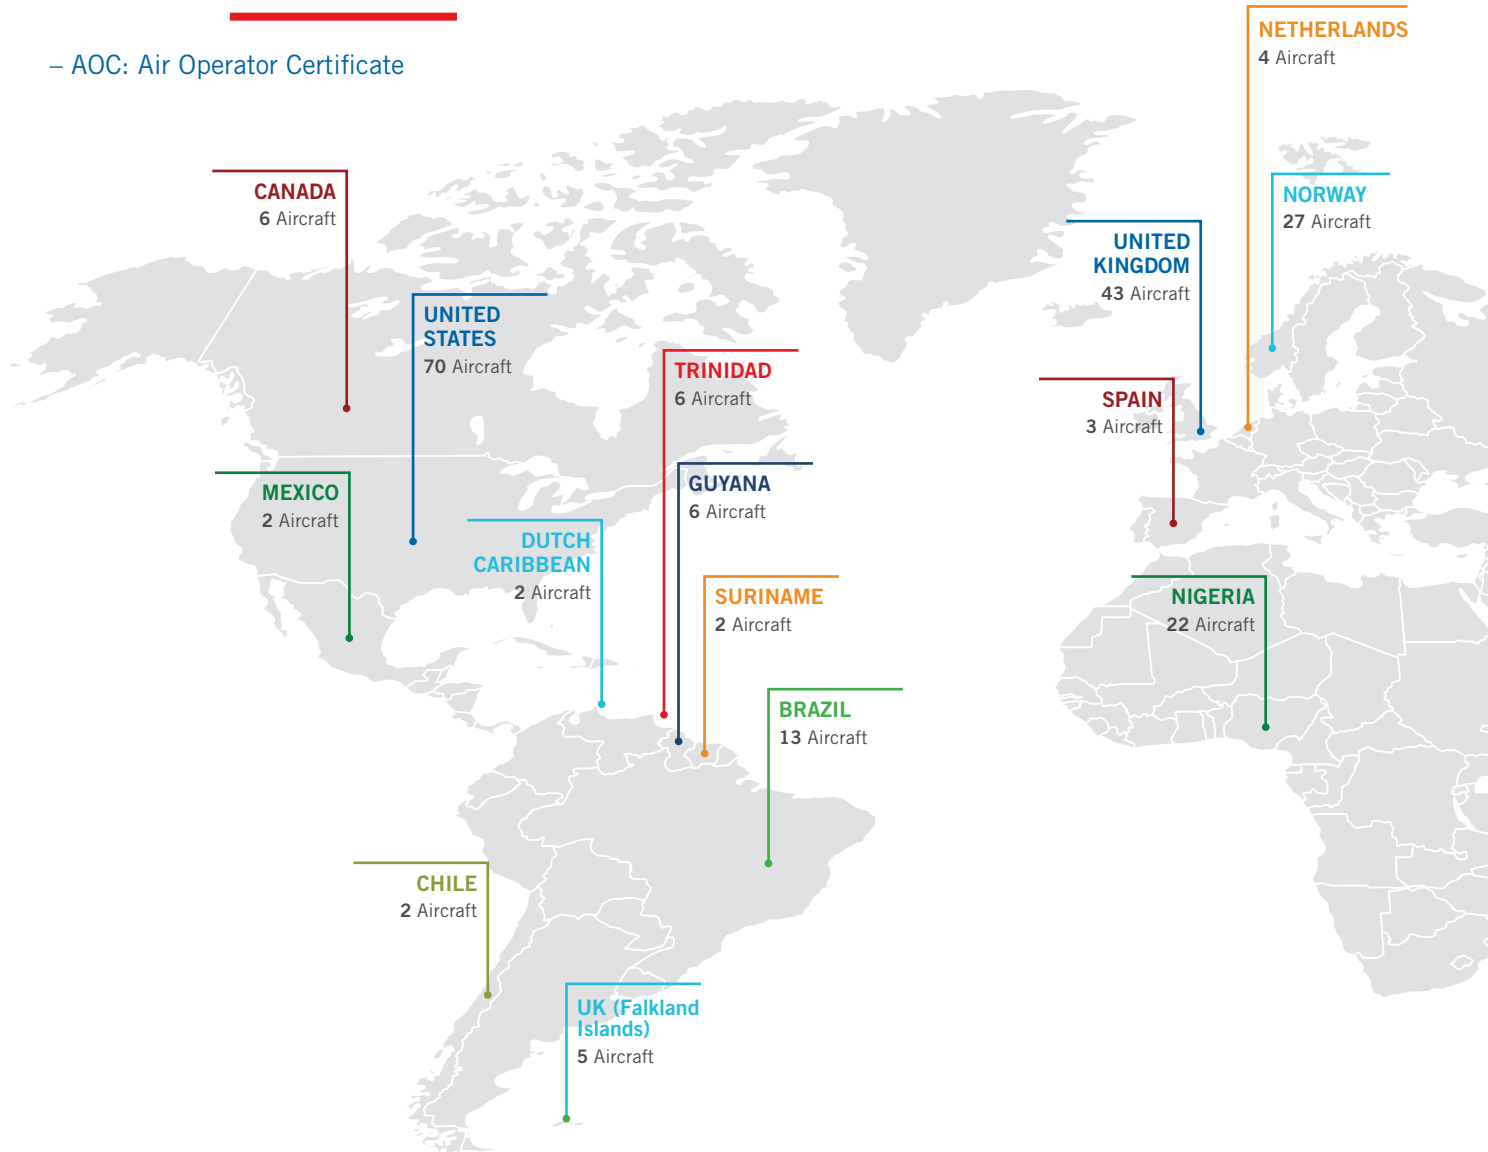 – AOC: Air Operator Certificate
NETHERLANDS
4 Aircraft
CANADA
6 Aircraft
NORWAY
27 Aircraft
UNITED
KINGDOM
43 Aircraft
UNITED
STATES
70 Aircraft
TRINIDAD
6 Aircraft
SPAIN
3 Aircraft
MEXICO
2 Aircraft
GUYANA
6 Aircraft
DUTCH
CARIBBEAN
2 Aircraft
SURINAME
2 Aircraft
NIGERIA
22 Aircraft
BRAZIL
13 Aircraft
CHILE
2 Aircraft
UK (Falkland
Islands)
5 Aircraft